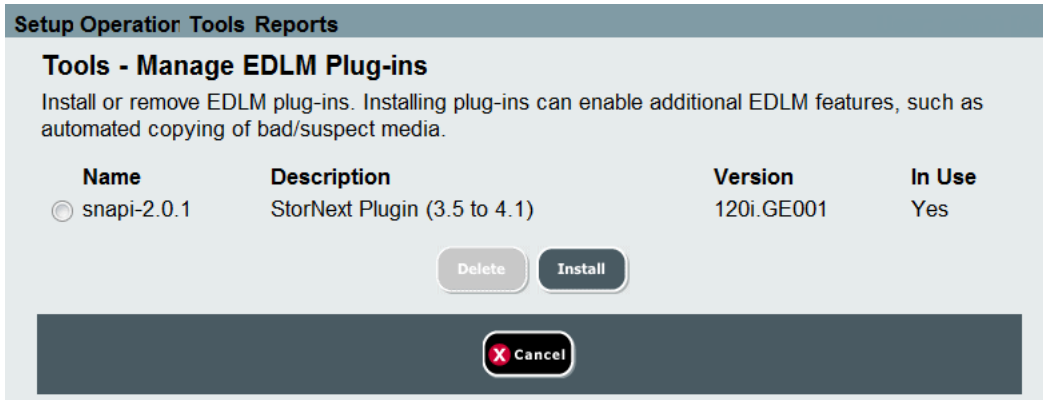 Setup Operation Tools Reports
Tools - Manage EDLM Plug-ins
Install or remove EDLM plug-ins. Installing plug-ins can enable additional EDLM features, such as
automated copying of bad/suspect media.
Name Description Version In Use
snapi-2.0.1 StorNext Plugin (3.5 to 4.1) 120i.GE001 Yes
Delete Install
X Cancel